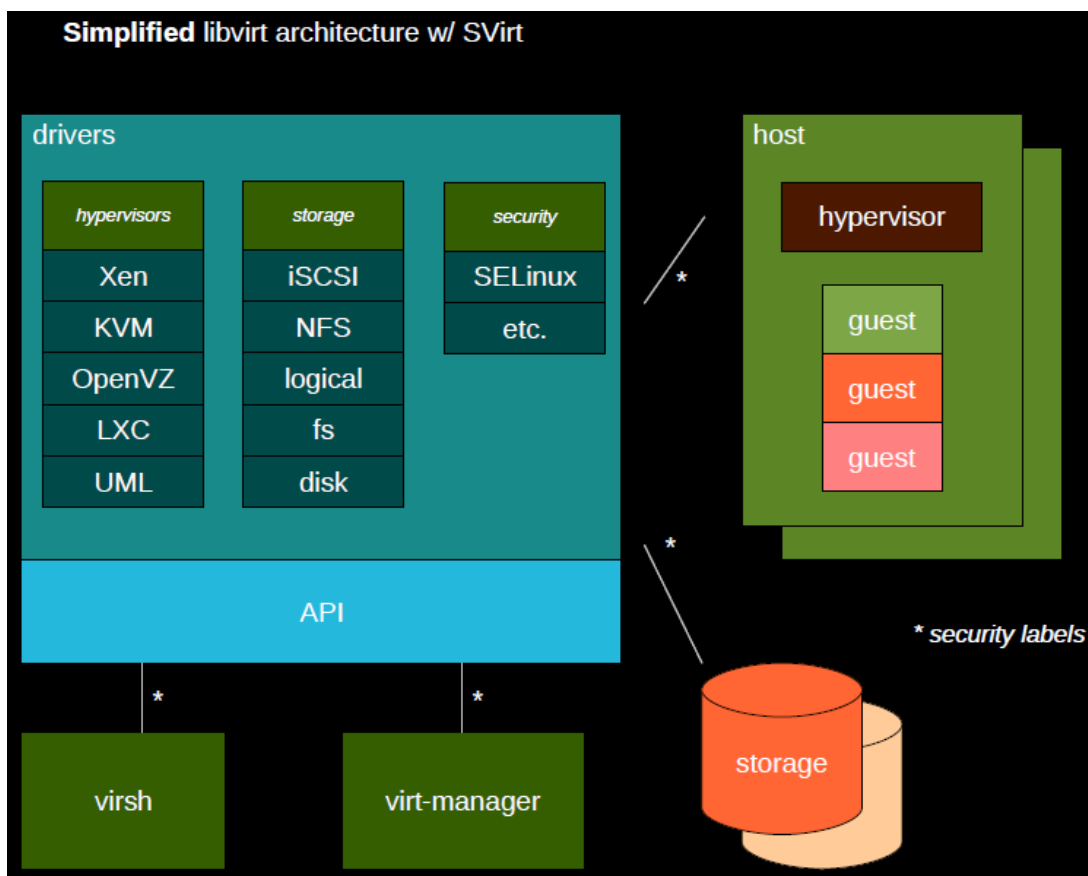 Simplified libvirt architecture w/ SVirt
drivers
hypervisors
Xen
KVM
OpenVZ
LXC
UML
storage
iSCSI
NFS
logical
fs
disk
security
SELinux
etc.
API
*
*
virsh
virt-manager
*
*
host
hypervisor
guest
guest
guest
* security labels
storage